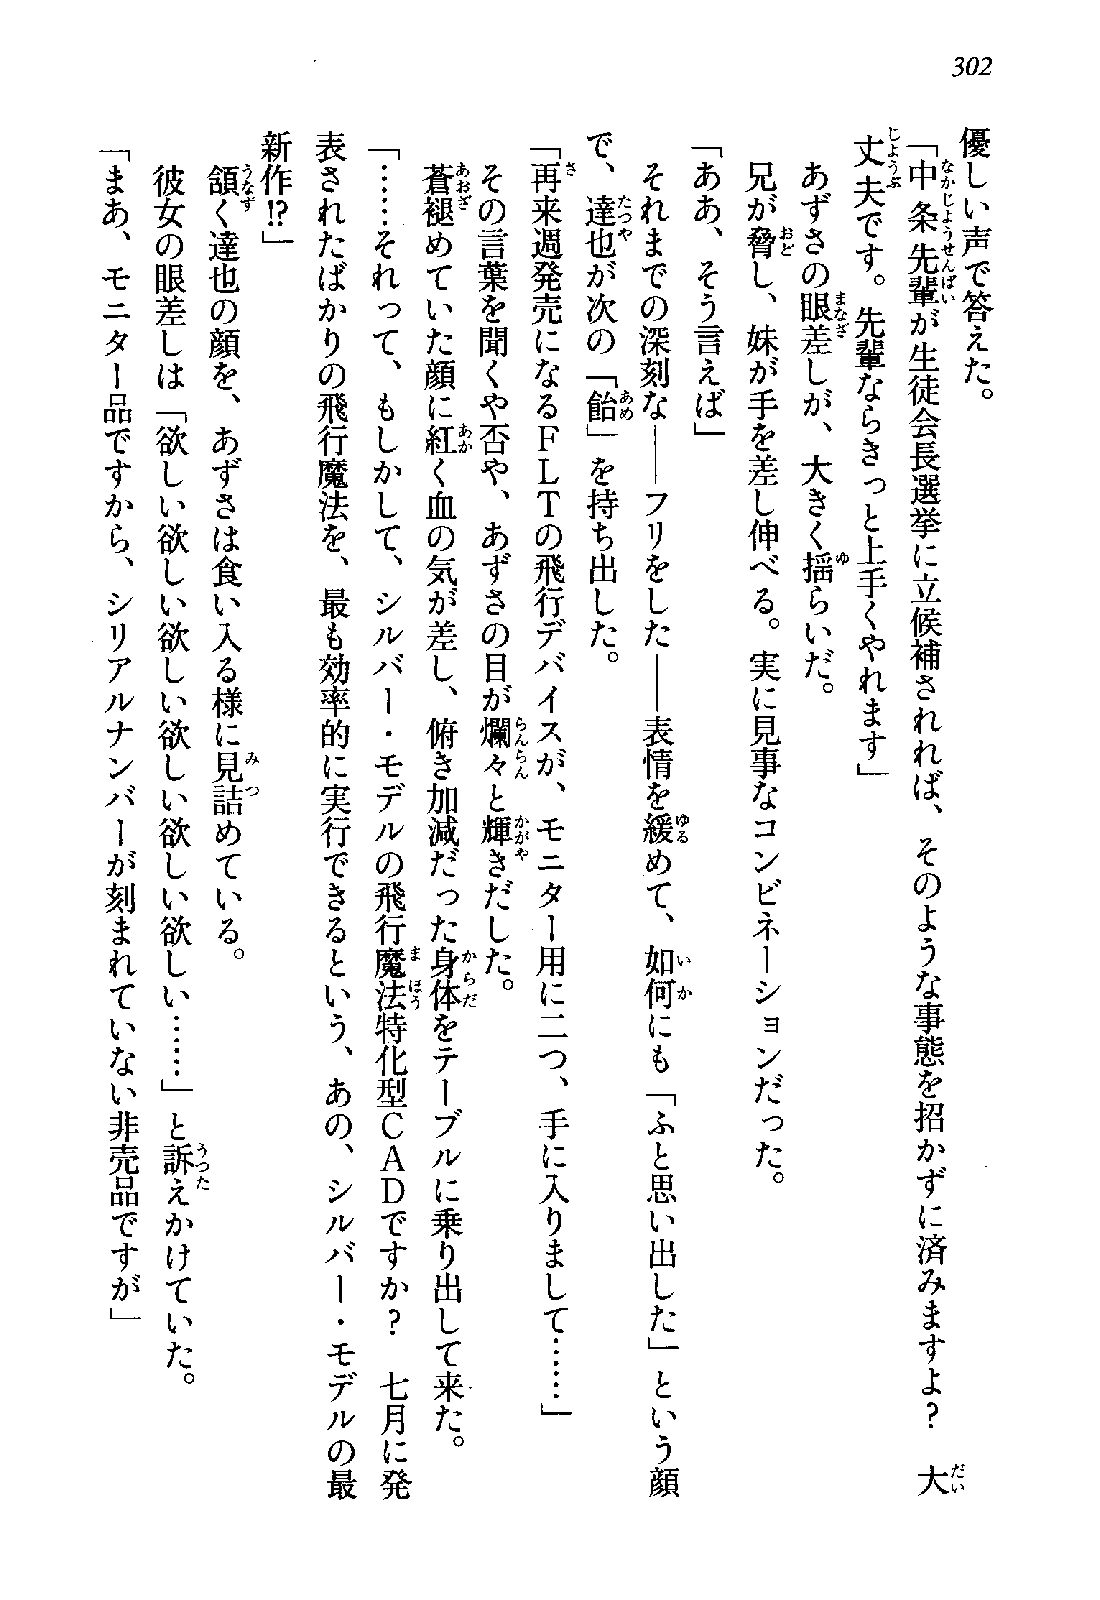 302
優しい声で答えた。
「中条先輩が生徒会長選挙に立候補されれば、そのような事態を招かずに済みますよ？　大
丈夫です。先輩ならきっと上手くやれます」
　あずさの眼差しが、大きく揺らいだ。
　兄が脅し、妹が手を差し伸べる。実に見事なコンビネーションだった。
「ああ、そう言えば」
　それまでの深刻な――フリをした――表情を緩めて、如何にも「ふと思い出した」という顔
で、達也が次の「飴」を持ち出した。
「再来週発売になるＦＬＴの飛行デバイスが、モニター用に二つ、手に入りまして……」
　その言葉を聞くや否や、あずさの目が爛々と輝きだした。
　蒼褪めていた顔に紅く血の気が差し、俯き加減だった身体をテーブルに乗り出して来た。
「……それって、もしかして、シルバー・モデルの飛行魔法特化型ＣＡＤですか？　七月に発
表されたばかりの飛行魔法を、最も効率的に実行できるという、あの、シルバー・モデルの最
新作!?」
　頷く達也の顔を、あずさは食い入る様に見詰めている。
　彼女の眼差しは「欲しい欲しい欲しい欲しい欲しい欲しい……」と訴えかけていた。
「まあ、モニター品ですから、シリアルナンバーが刻まれていない非売品ですが」